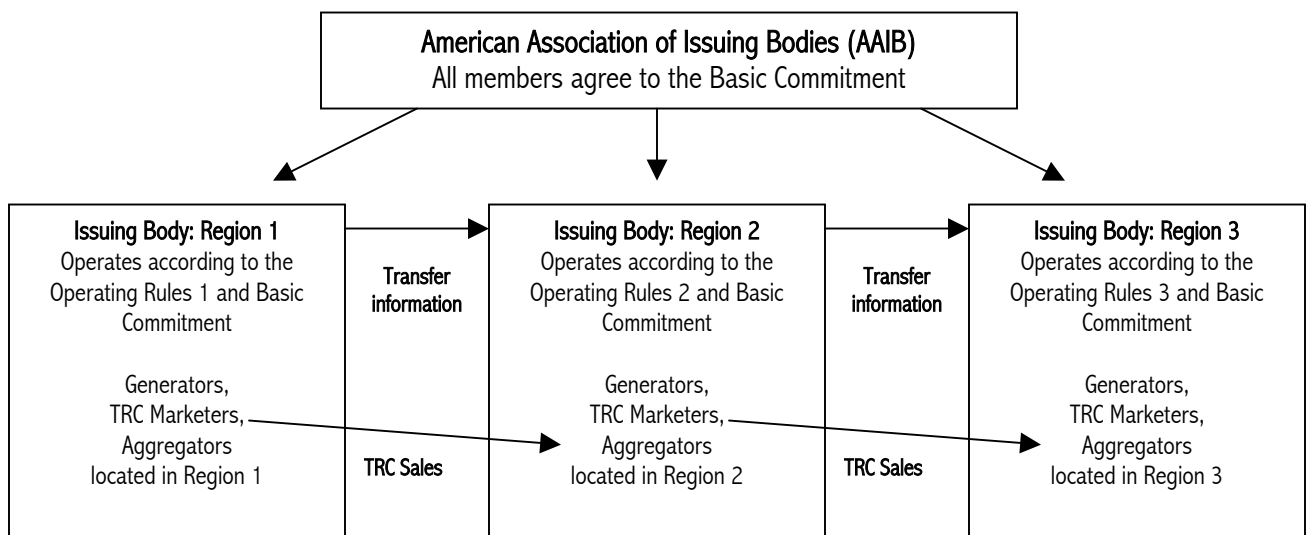 American Association of Issuing Bodies (AAIB)
All members agree to the Basic Commitment
Issuing Body: Region 1
Operates according to the
Operating Rules 1 and Basic
Commitment
Generators,
TRC Marketers,
Aggregators
located in Region 1
Transfer
information
TRC Sales
Issuing Body: Region 2
Operates according to the
Operating Rules 2 and Basic
Commitment
Generators,
TRC Marketers,
Aggregators
located in Region 2
Transfer
information
TRC Sales
Issuing Body: Region 3
Operates according to the
Operating Rules 3 and Basic
Commitment
Generators,
TRC Marketers,
Aggregators
located in Region 3